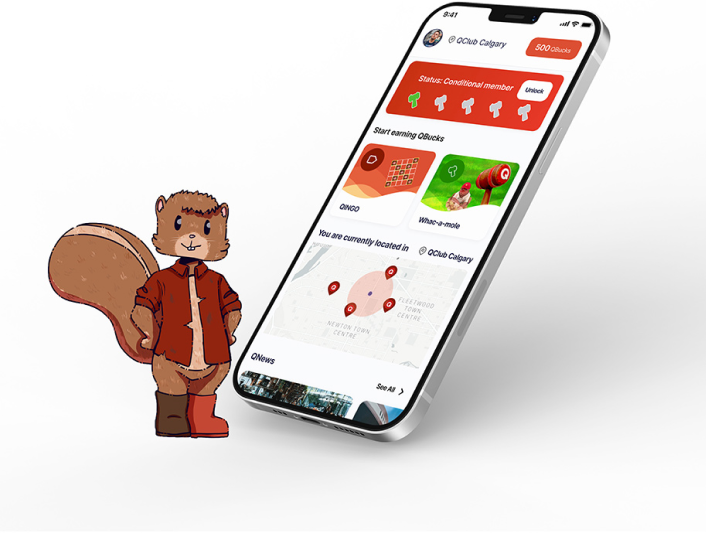 9:41
QClub Calgary
500 QBucks
Status: Conditional member
Unlock
Start earning QBucks
QINGO
Q
Whac-a-mole
You are currently located in QClub Calgary
FLEETWOOD
TOWN
CENTRE
NEWTON TOWN
CENTRE
QNews
See All